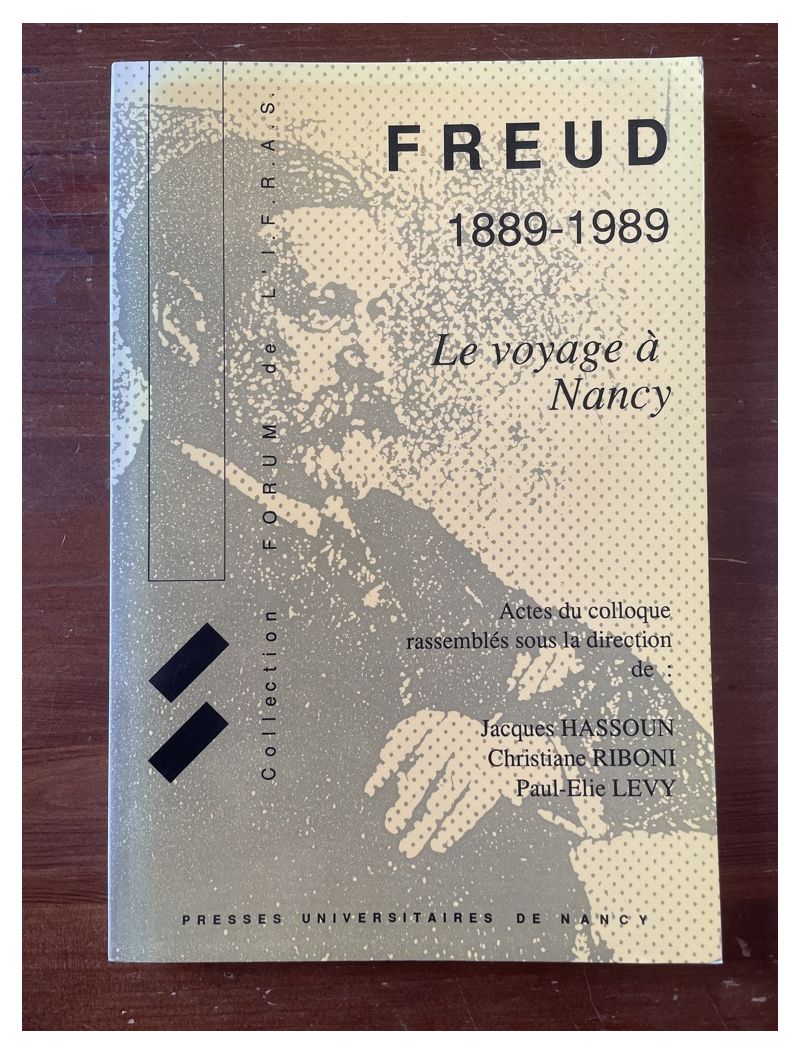 FREUD
1889-1989
Le voyage à
Nancy
Collection FORUM de L'I.F.R.A.S.
Actes du colloque
rassemblés sous la direction
de :
Jacques HASSOUN
Christiane RIBONI
Paul-Elie LEVY
PRESSES UNIVERSITAIRES DE NANCY